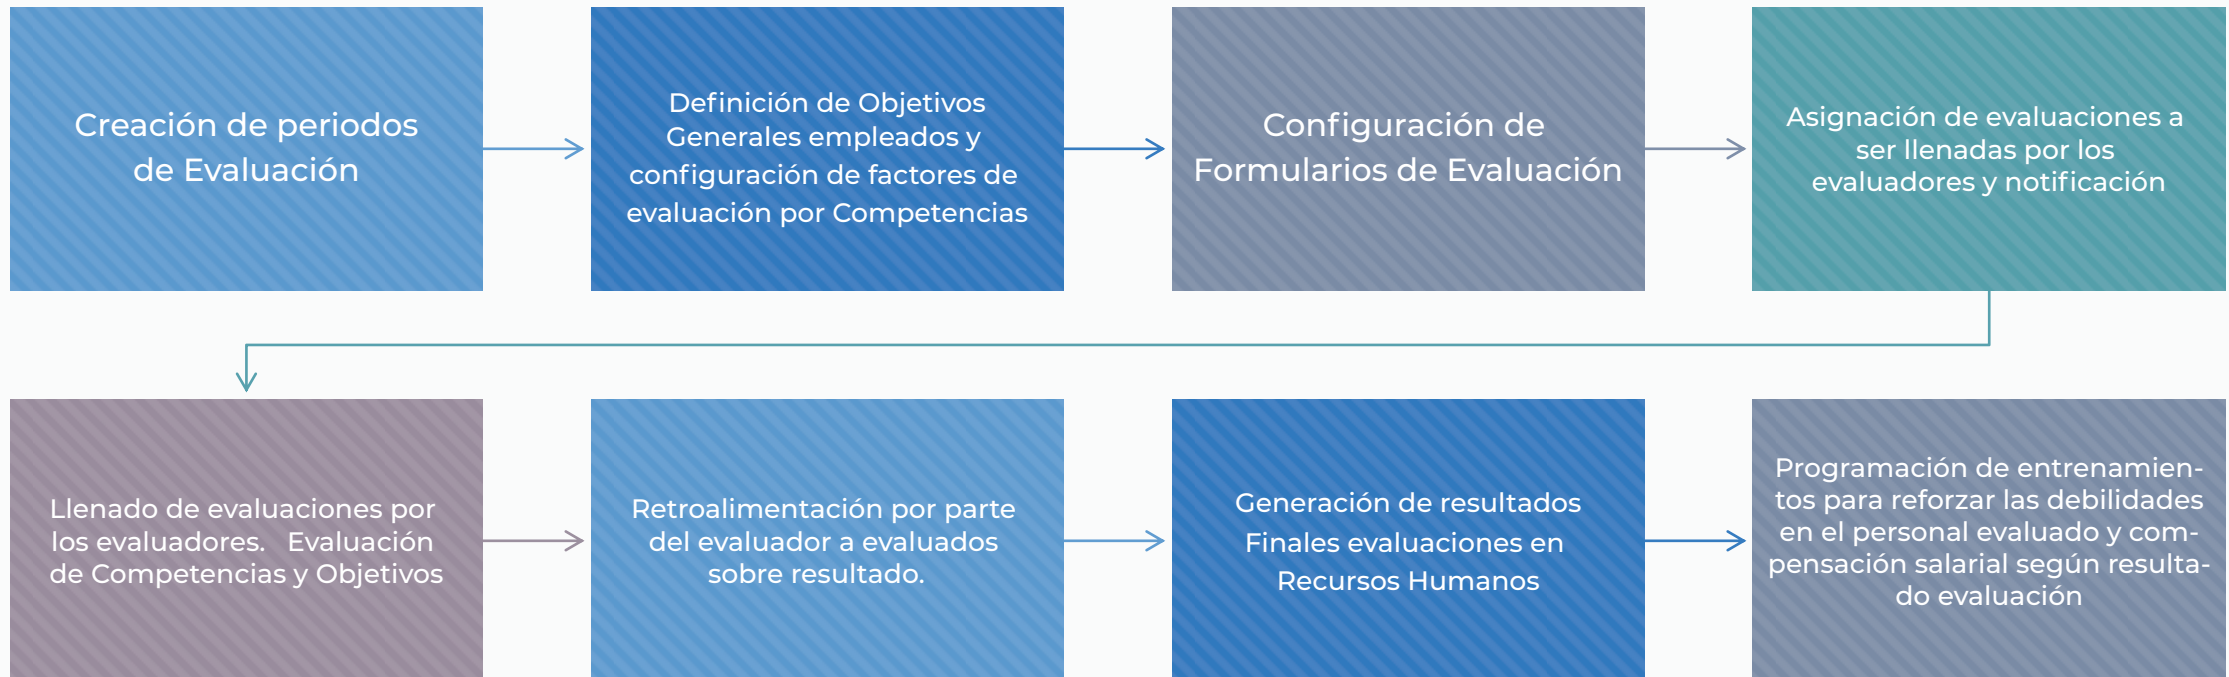 Creación de periodos
de Evaluación
Definición de Objetivos
Generales empleados y
configuración de factores de
evaluación por Competencias
Configuración de
Formularios de Evaluación
Asignación de evaluaciones a
ser llenadas por los
evaluadores y notificación
Llenado de evaluaciones por
los evaluadores. Evaluación
de Competencias y Objetivos
Retroalimentación por parte
del evaluador a evaluados
sobre resultado.
Generación de resultados
Finales evaluaciones en
Recursos Humanos
Programación de entrenamien-
tos para reforzar las debilidades
en el personal evaluado y com-
pensación salarial según resulta-
do evaluación